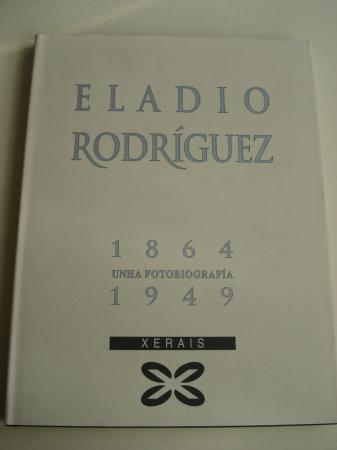 ELADIO
RODRÍGUEZ
1864
UNHA FOTOBIOGRAFÍA
1949
XERAIS